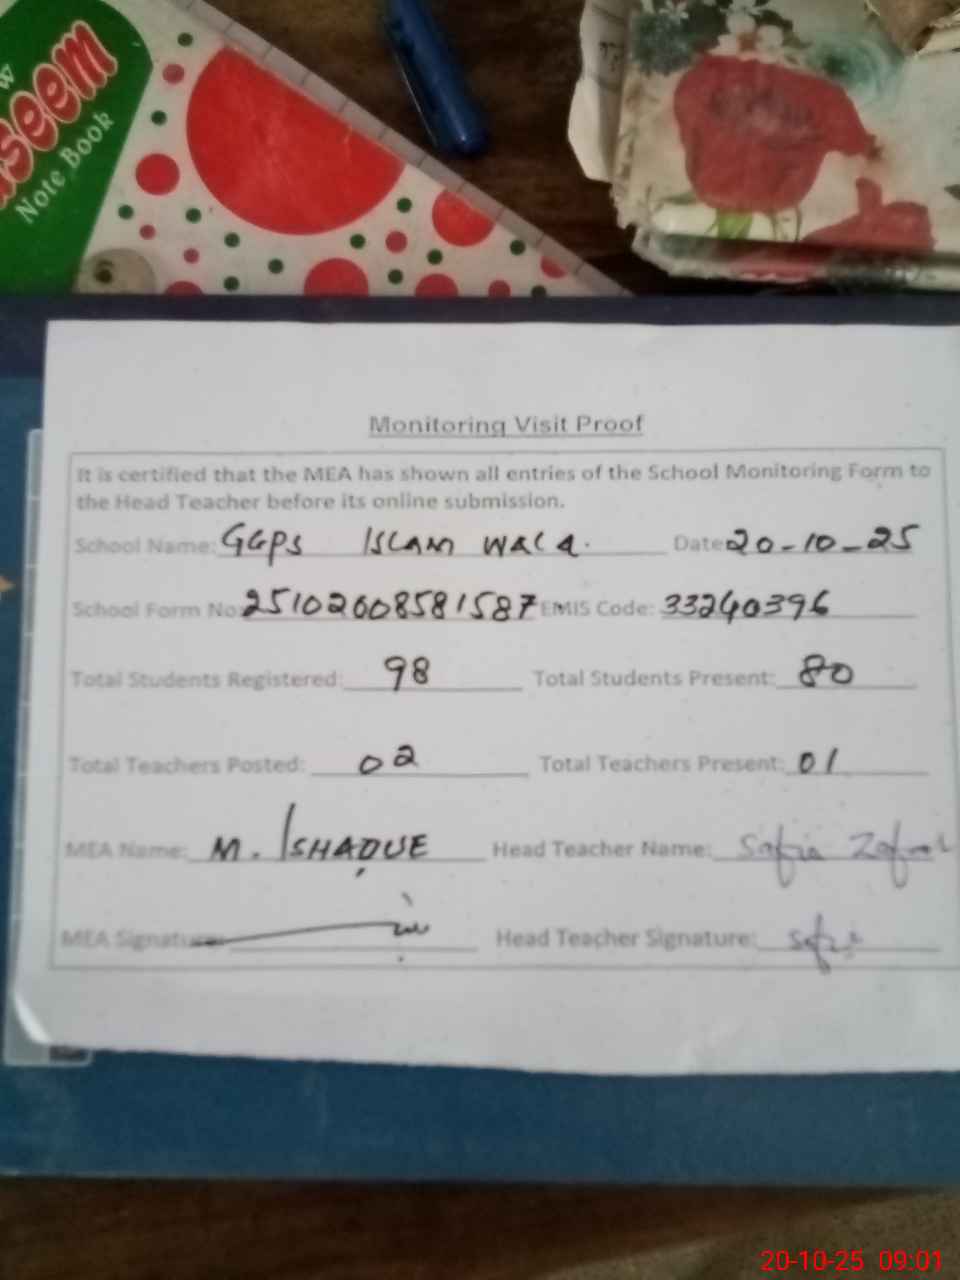 Note Book
Monitoring Visit Proof
It is certified that the MEA has shown all entries of the School Monitoring Form to
the Head Teacher before its online submission.
School Name: GGPS ISLAM WALA. Date 20-10-25
School Form No: 25102008581587 EMIS Code: 33240396
Total Students Registered: 98 Total Students Present: 80
Total Teachers Posted: 02 Total Teachers Present: 01
MEA Name: M. ISHAQUE Head Teacher Name: Safia
MEA Signature: Head Teacher Signature:
20-10-25 09:01